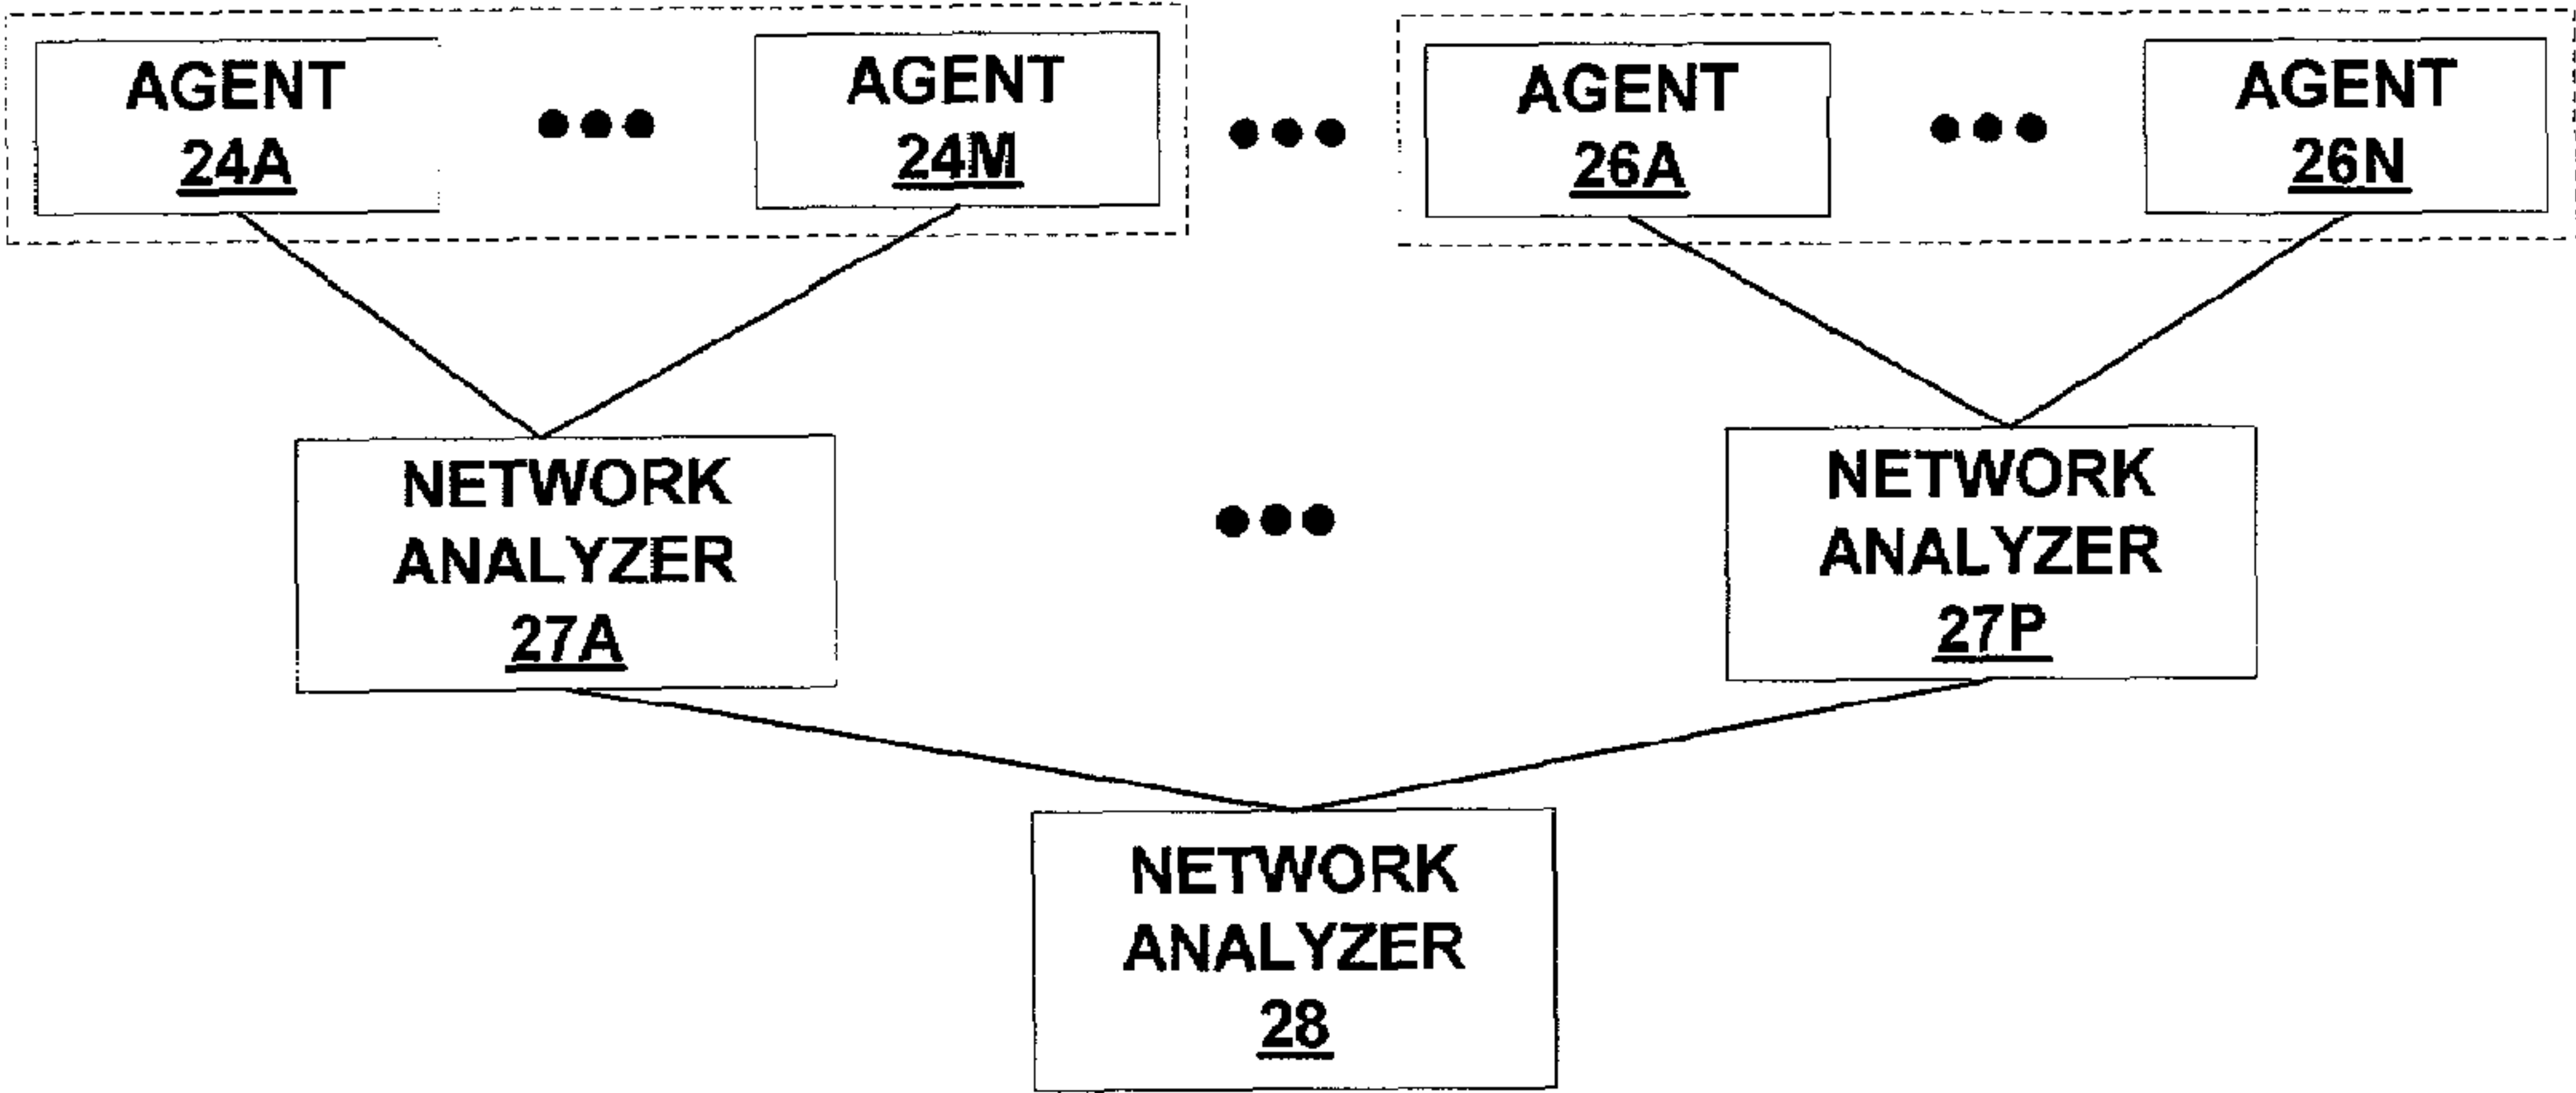 AGENT
24A
AGENT
24M
AGENT
26A
AGENT
26N
NETWORK
ANALYZER
27A
NETWORK
ANALYZER
27P
NETWORK
ANALYZER
28